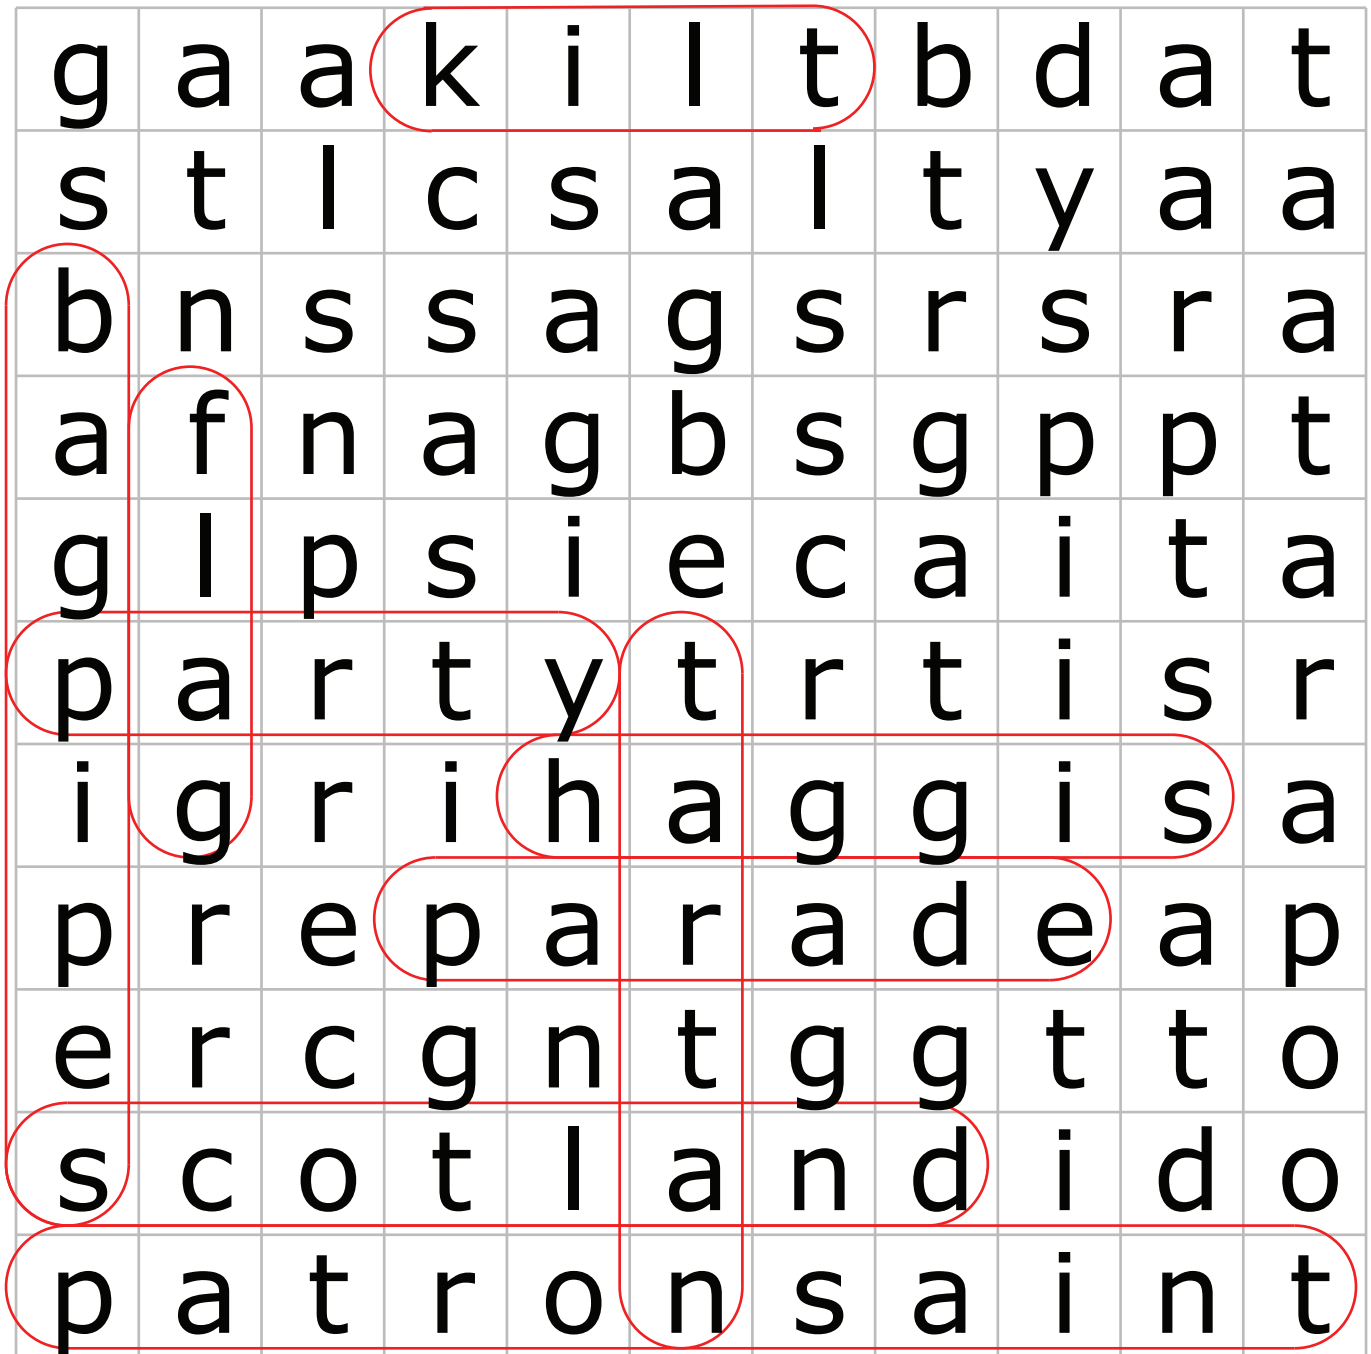 g a a k i l t b d a t
s t l c s a l t y a a
b n s s a g s r s r a
a f n a g b s g p p t
g l p s i e c a i t a
p a r t y t r t i s r
i g r i h a g g i s a
p r e p a r a d e a p
e r c g n t g g t t o
s c o t l a n d i d o
p a t r o n s a i n t